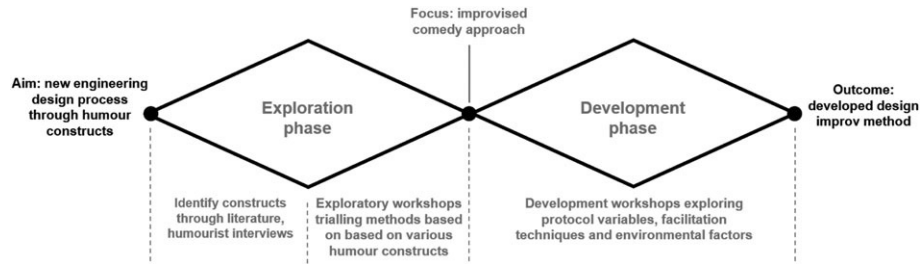 Focus: improvised
comedy approach
Aim: new engineering
design process
through humour
constructs
Exploration
phase
Development
phase
Outcome:
developed design
improv method
Identify constructs
through literature,
humourist interviews
Exploratory workshops
trialling methods based
on based on various
humour constructs
Development workshops exploring
protocol variables, facilitation
techniques and environmental factors